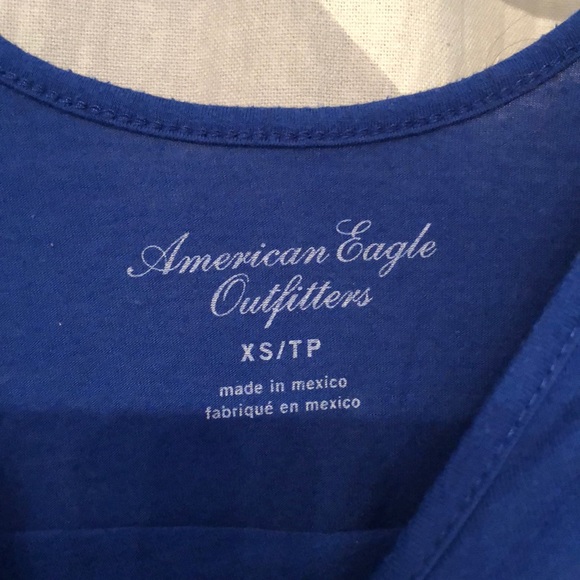 American Eagle
Outfitters
XS/TP
made in mexico
fabriqué en mexico